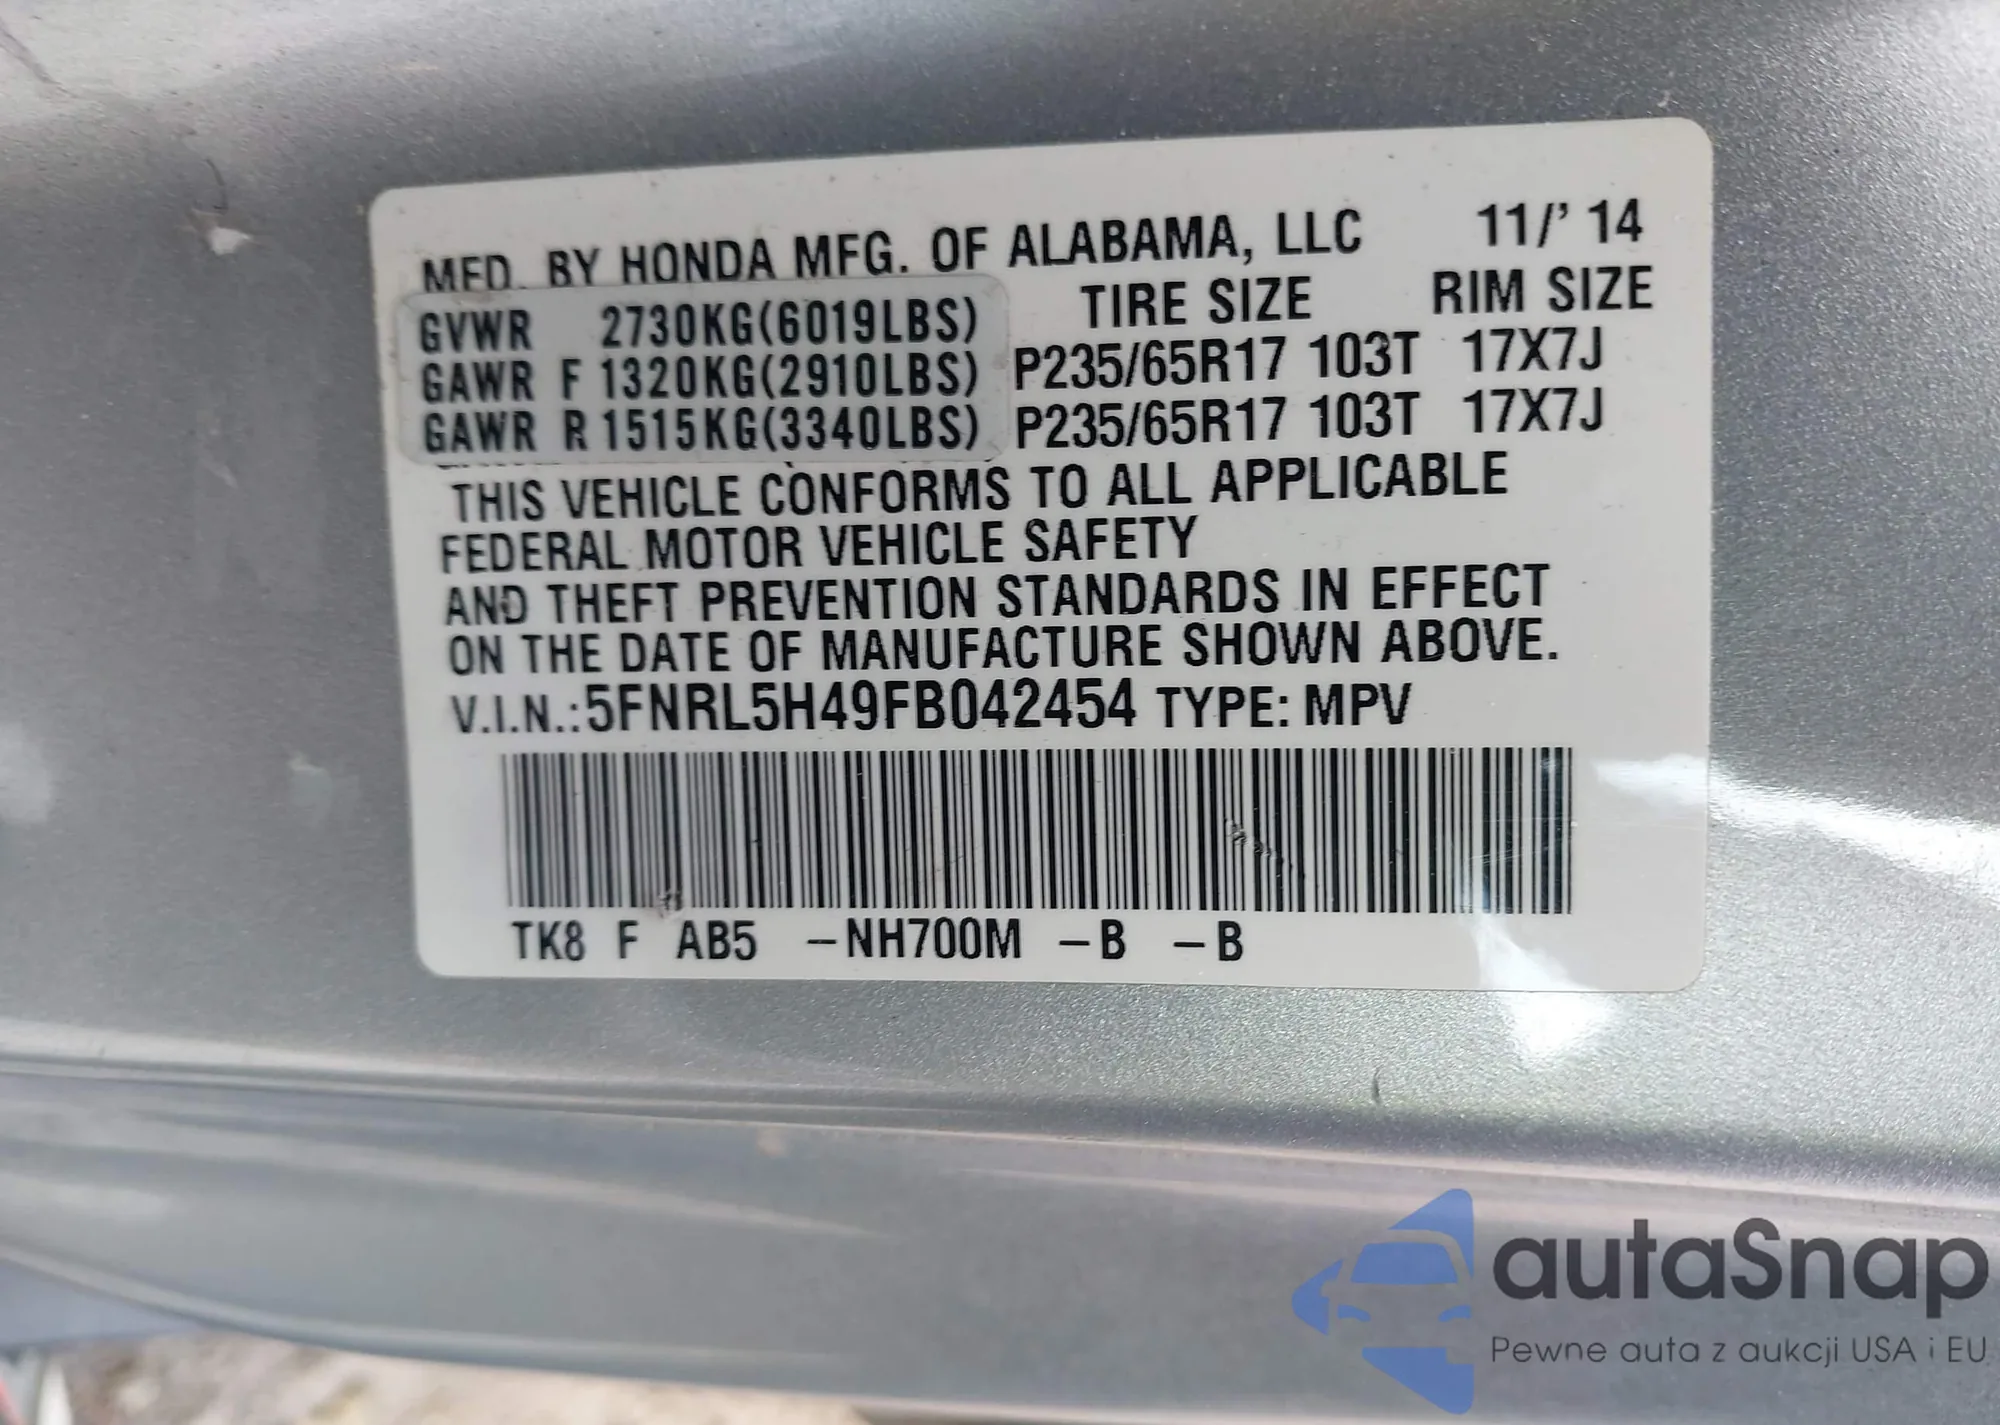 MFD. BY HONDA MFG. OF ALABAMA, LLC 11/' 14
TIRE SIZE RIM SIZE
GVWR 2730KG(6019LBS)
GAWR F 1320KG(2910LBS) P235/65R17 103T 17X7J
GAWR R 1515KG(3340LBS) P235/65R17 103T 17X7J
THIS VEHICLE CONFORMS TO ALL APPLICABLE
FEDERAL MOTOR VEHICLE SAFETY
AND THEFT PREVENTION STANDARDS IN EFFECT
ON THE DATE OF MANUFACTURE SHOWN ABOVE.
V.I.N.:5FNRL5H49FB042454 TYPE: MPV
TK8 F AB5 -NH700M -B -B
autaSnap
Pewne auta z aukcji USA i EU